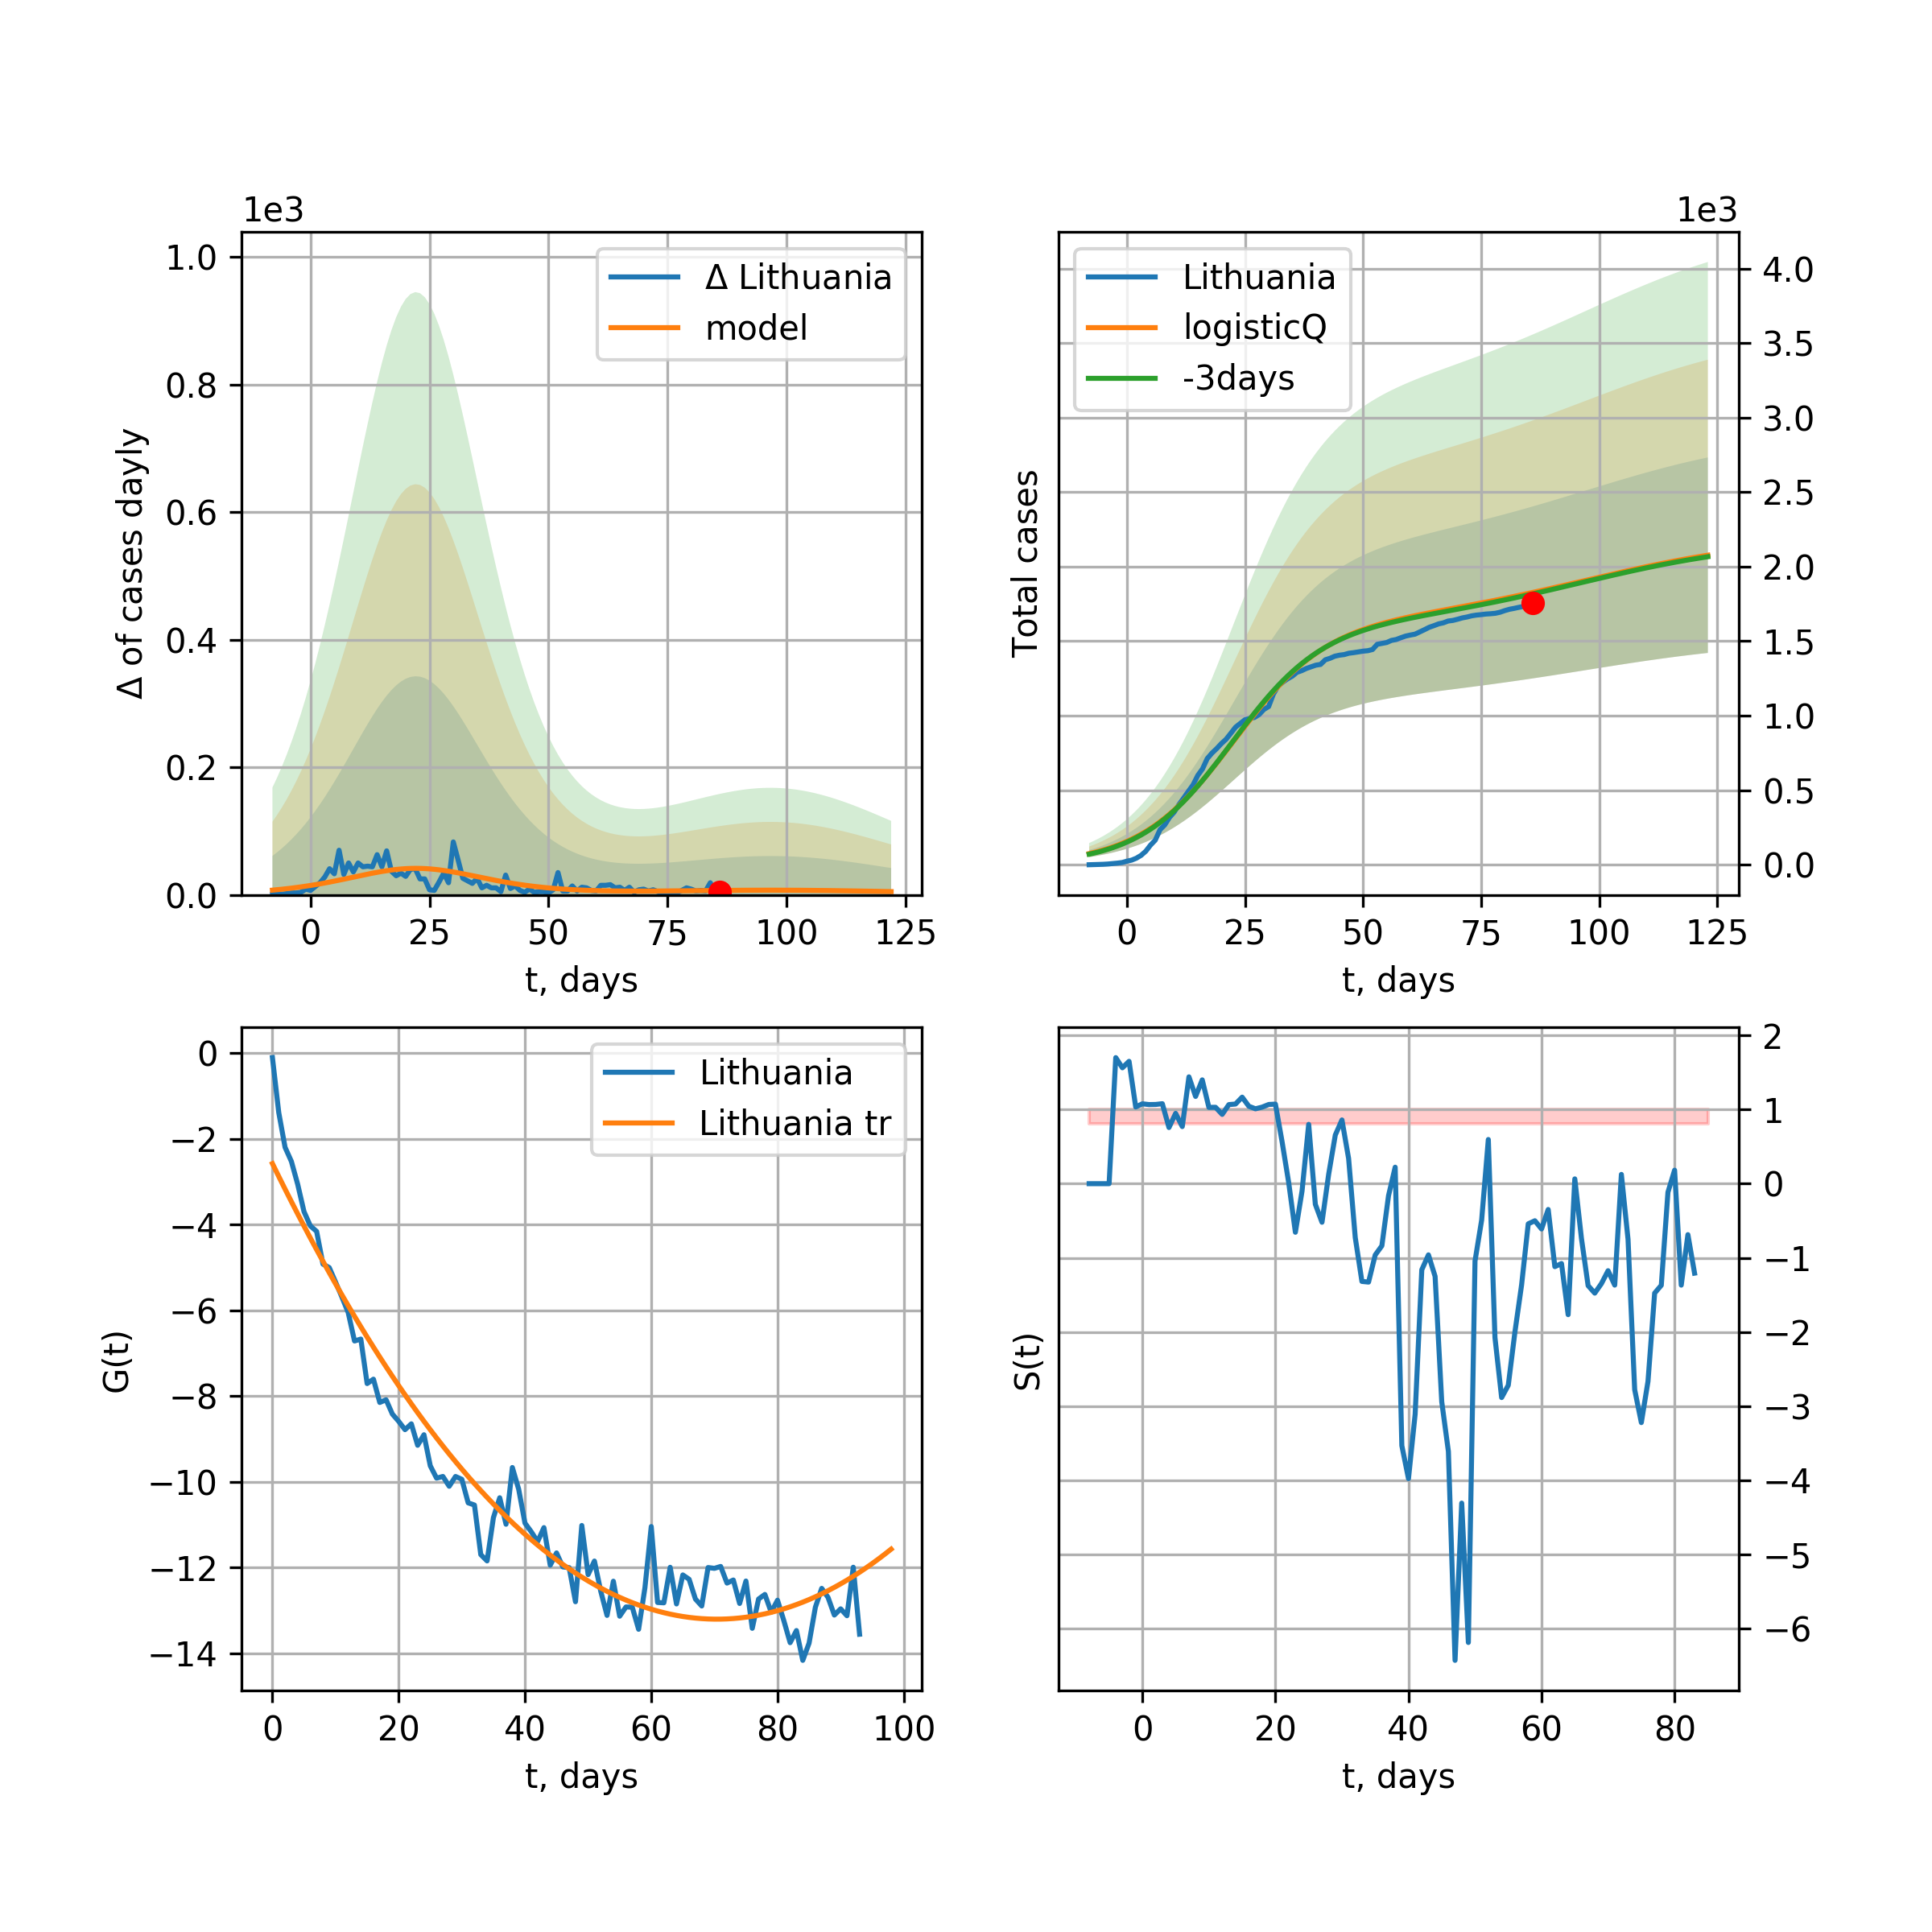 1e3
Δ of cases dayly
1.0
0.8
0.6
0.4
0.2
0.0
Δ Lithuania
model
0 25 50 75 100 125
t, days
1e3
Total cases
Lithuania
logisticQ
-3days
4.0
3.5
3.0
2.5
2.0
1.5
1.0
0.5
0.0
0 25 50 75 100 125
t, days
G(t)
0
−2
−4
−6
−8
−10
−12
−14
Lithuania
Lithuania tr
0 20 40 60 80 100
t, days
S(t)
2
1
0
−1
−2
−3
−4
−5
−6
0 20 40 60 80
t, days